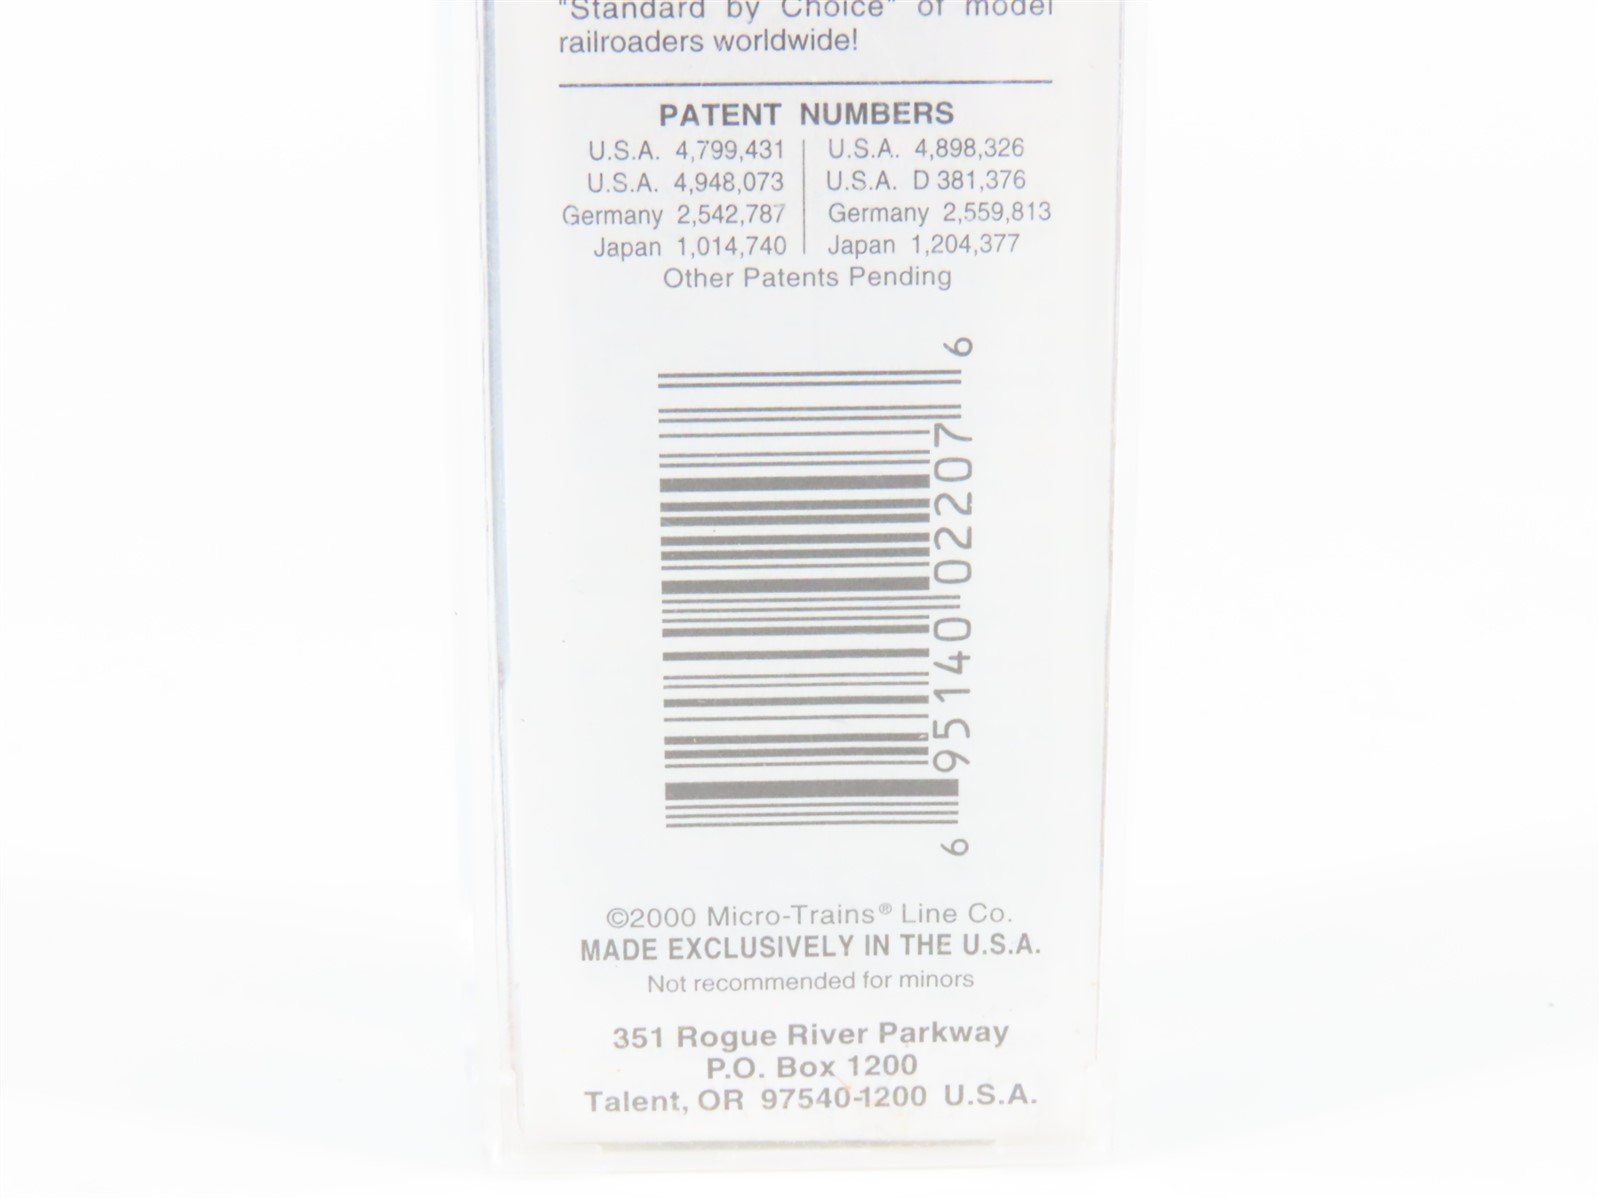 "Standard by Choice" of model
railroaders worldwide!
PATENT NUMBERS
U.S.A. 4,799,431 | U.S.A. 4,898,326
U.S.A. 4,948,073 | U.S.A. D 381,376
Germany 2,542,787 | Germany 2,559,813
Japan 1,014,740 | Japan 1,204,377
Other Patents Pending
6 95140 02207 6
©2000 Micro-Trains® Line Co.
MADE EXCLUSIVELY IN THE U.S.A.
Not recommended for minors
351 Rogue River Parkway
P.O. Box 1200
Talent, OR 97540-1200 U.S.A.